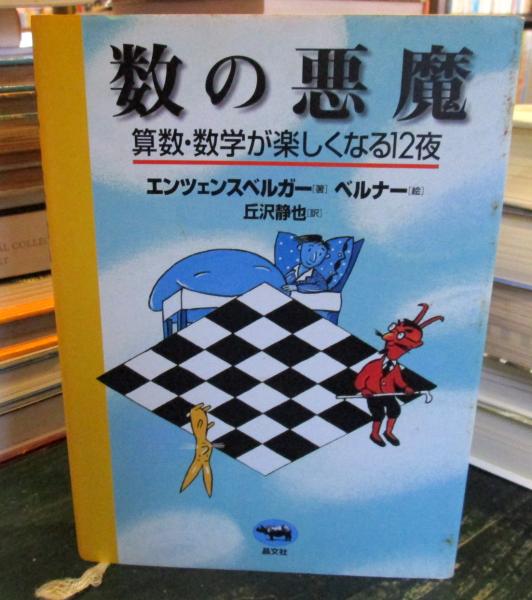 数の悪魔
算数・数学が楽しくなる12夜
エンツェンスベルガー[著] ベルナー[絵]
丘沢静也[訳]
晶文社